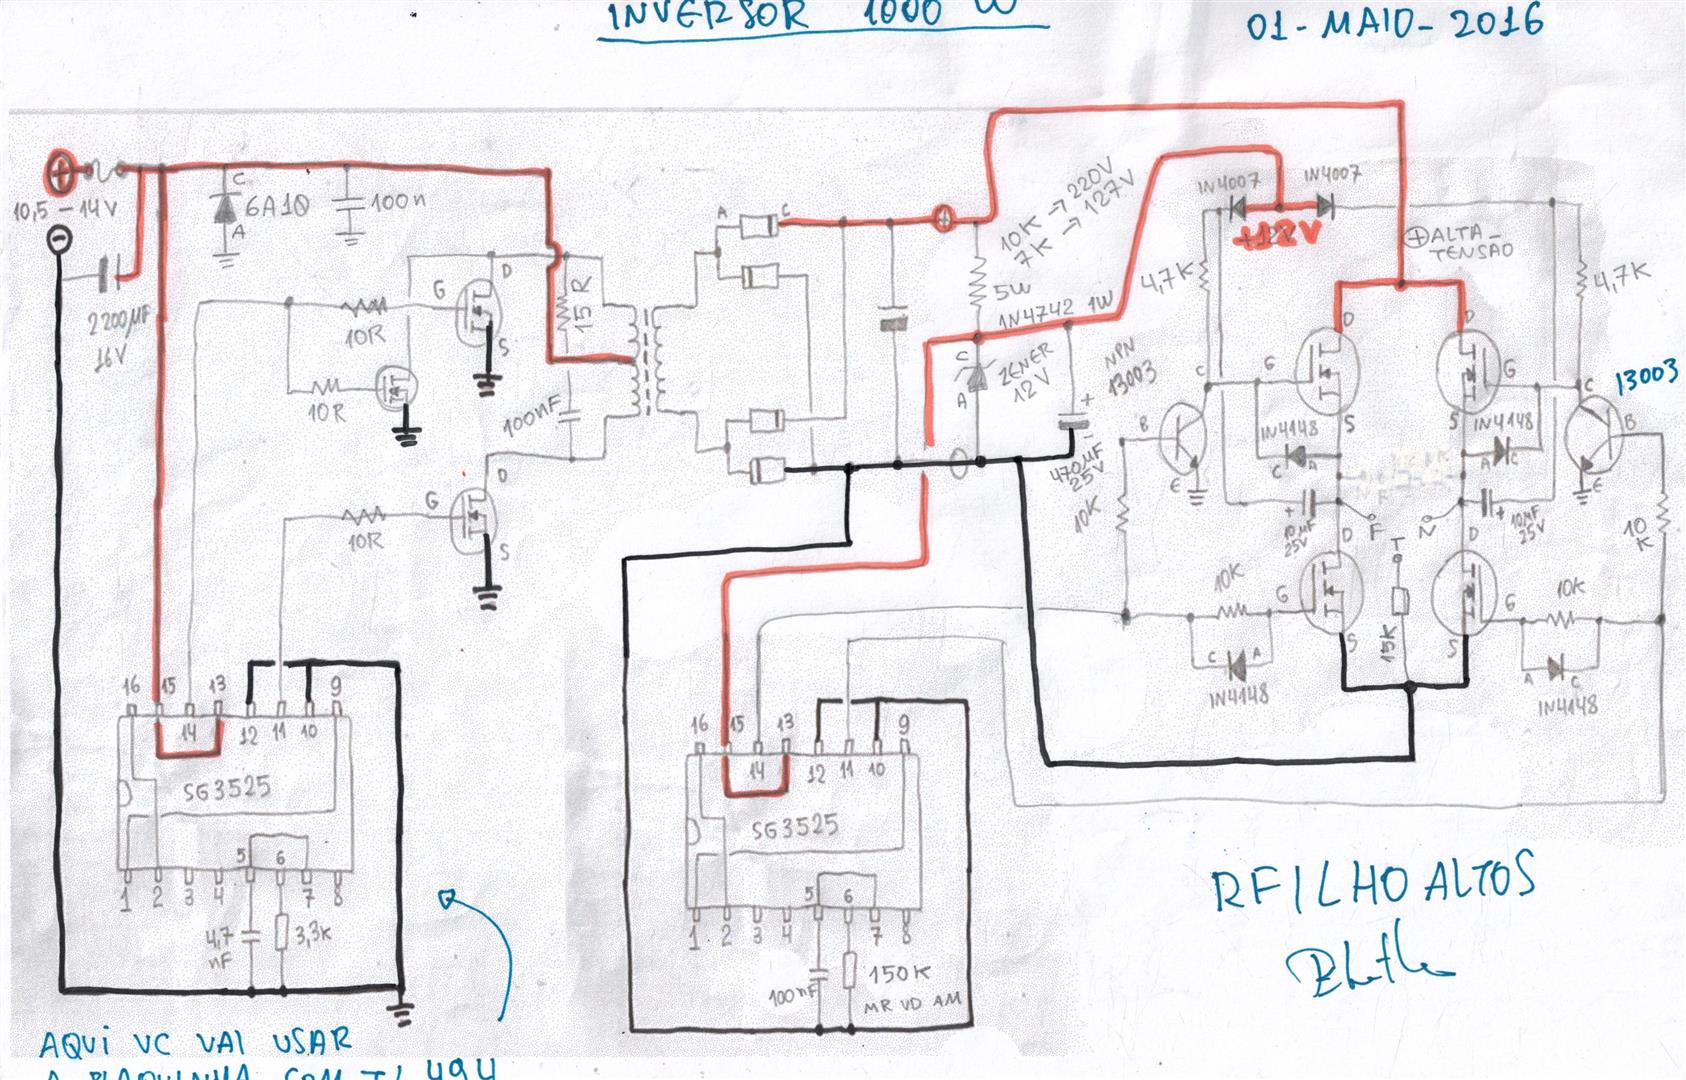 INVERSOR 1000 W
01-MAIO-2016
10,5-14V
2200µF
16V
C
6A10
A
100n
10R
10R
G
D
S
15R
100nF
10R
G
D
S
A
C
10K → 220V
7K → 127V
5W
1N4742 1W
C
ZENER
12V
A
NPN
13003
+
470µF
25V
1N4007
1N4007
+12V
ALTA-
TENSAO
4,7K
4,7K
D
D
C
G
G
C
13003
B
B
S
S
1N4148
1N4148
C A
A C
E
E
10K
10K
+
10µF
25V
F
N
T
+
10µF
25V
D
D
10K
10K
G
G
S
S
15K
C A
1N4148
A C
1N4148
16 15 13 9
14 12 11 10
SG3525
5 6
1 2 3 4 7 8
4,7
nF
3,3K
16 15 13 9
14 12 11 10
SG3525
5 6
1 2 3 4 7 8
100nF
150K
MR VD AM
RFILHO ALTOS
AQUI VC VAI USAR
A PLAQUINHA COM TL 494